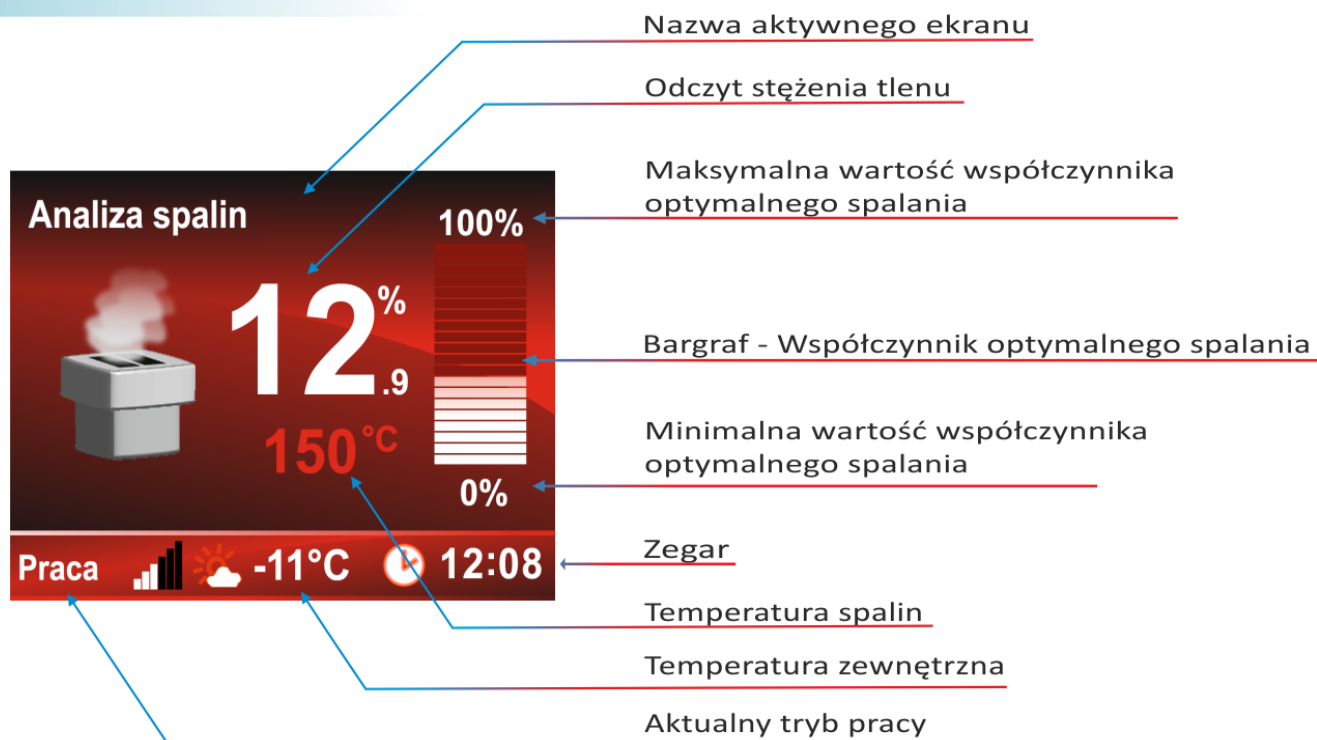 Nazwa aktywnego ekranu
Odczyt stężenia tlenu
Maksymalna wartość współczynnika
optymalnego spalania
Analiza spalin
100%
12%
.9
Bargraf - Współczynnik optymalnego spalania
150°C
Minimalna wartość współczynnika
optymalnego spalania
0%
Praca -11°C 12:08
Zegar
Temperatura spalin
Temperatura zewnętrzna
Aktualny tryb pracy